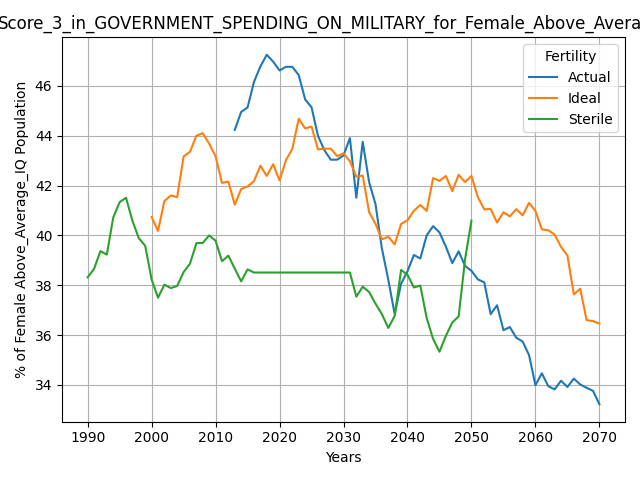 Score_3_in_GOVERNMENT_SPENDING_ON_MILITARY_for_Female_Above_Avera
Fertility
Actual
Ideal
Sterile
% of Female Above_Average_IQ Population
46
44
42
40
38
36
34
1990 2000 2010 2020 2030 2040 2050 2060 2070
Years